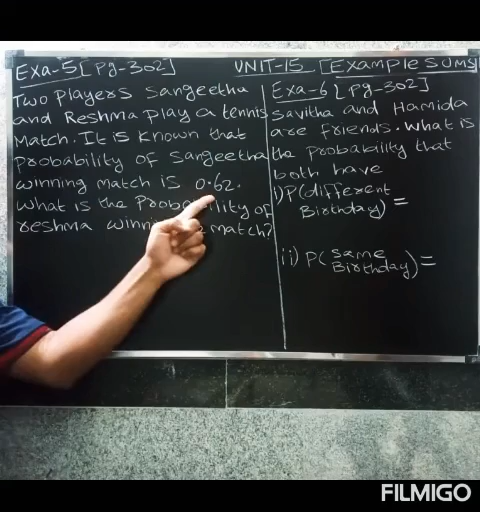 Exa-5[Pg-302]
UNIT-15 [Example Sums]
Two Players Sangeetha
and Reshma play a tennis
Match. It is known that
Probability of Sangeetha
winning match is 0.62.
What is the of
reshma match?
Exa-6 [Pg-302]
Savitha and Hamida
are friends. What is
the probability that
both have
i) P(different
Birthday) =
ii) P(Same
Birthday) =
FILMIGO